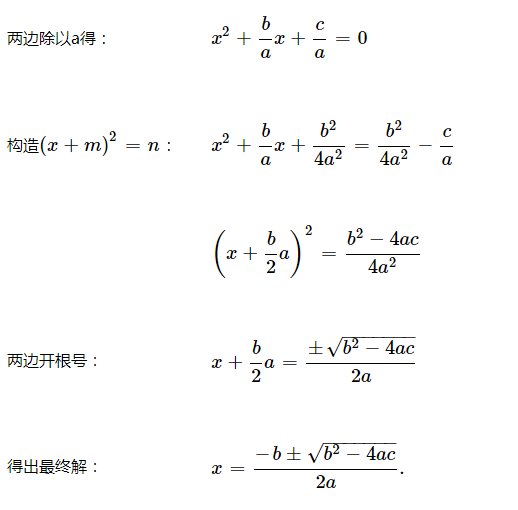 两边除以a得： $x^2 + \frac{b}{a}x + \frac{c}{a} = 0$
构造$(x + m)^2 = n$： $x^2 + \frac{b}{a}x + \frac{b^2}{4a^2} = \frac{b^2}{4a^2} - \frac{c}{a}$
$\left(x + \frac{b}{2}a\right)^2 = \frac{b^2 - 4ac}{4a^2}$
两边开根号： $x + \frac{b}{2}a = \frac{\pm\sqrt{b^2 - 4ac}}{2a}$
得出最终解： $x = \frac{-b \pm \sqrt{b^2 - 4ac}}{2a}.$